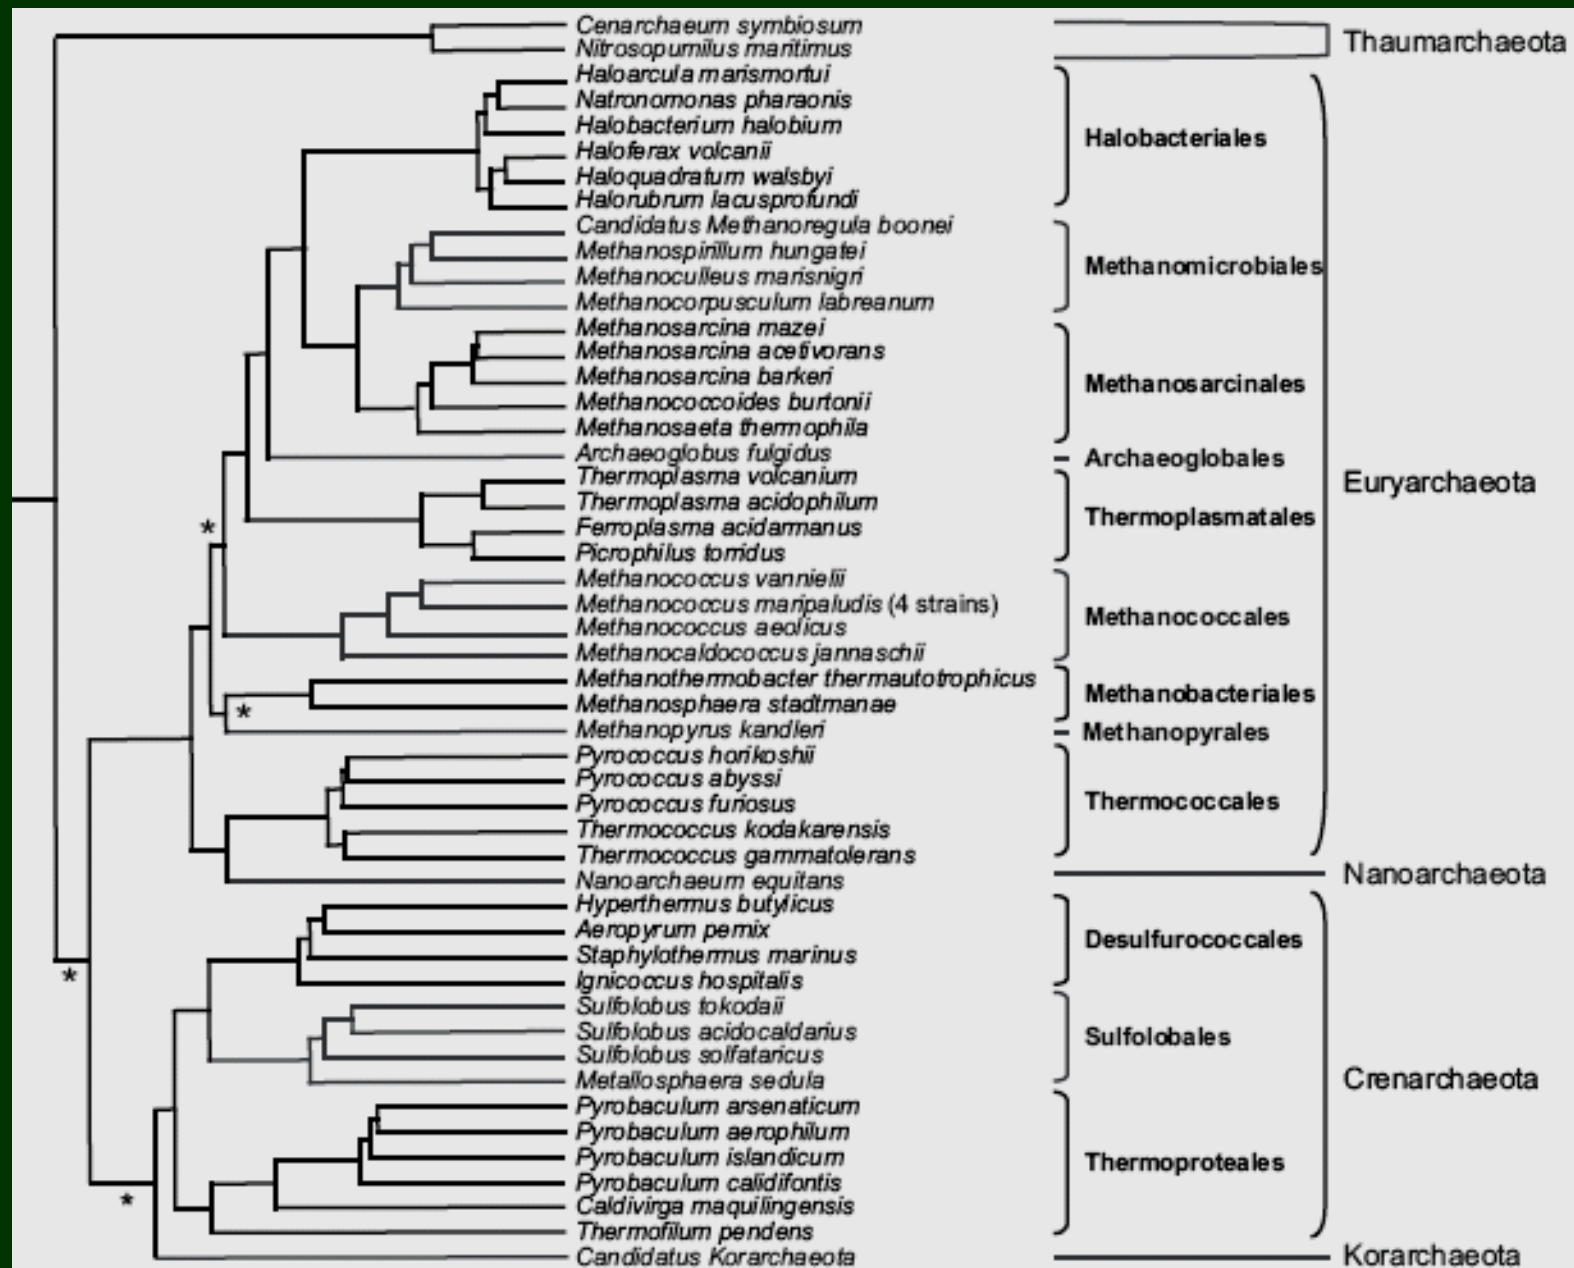 Cenarchaeum symbiosum
Nitrosopumilus maritimus
Thaumarchaeota
Haloarcula marismortui
Natronomonas pharaonis
Halobacterium halobium
Halobacteriales
Haloferax volcanii
Haloquadratum walsbyi
Halorubrum lacusprofundi
Candidatus Methanoregula boonei
Methanospirillum hungatei
Methanomicrobiales
Methanoculleus marisnigri
Methanocorpusculum labreanum
Methanosarcina mazei
Methanosarcina acetivorans
Methanosarcina barkeri
Methanosarcinales
Methanococcoides burtonii
Methanosaeta thermophila
Archaeoglobus fulgidus
Archaeoglobales
Thermoplasma volcanium
Euryarchaeota
Thermoplasma acidophilum
Thermoplasmatales
Ferroplasma acidarmanus
*
Picrophilus torridus
Methanococcus vannielii
Methanococcus maripaludis (4 strains)
Methanococcales
Methanococcus aeolicus
Methanocaldococcus jannaschii
Methanothermobacter thermautotrophicus
Methanobacteriales
Methanosphaera stadtmanae
*
Methanopyrus kandleri
Methanopyrales
Pyrococcus horikoshii
Pyrococcus abyssi
Pyrococcus furiosus
Thermococcales
Thermococcus kodakarensis
Thermococcus gammatolerans
Nanoarchaeum equitans
Nanoarchaeota
Hyperthermus butylicus
Aeropyrum pernix
Desulfurococcales
Staphylothermus marinus
*
Ignicoccus hospitalis
Sulfolobus tokodaii
Sulfolobus acidocaldarius
Sulfolobales
Sulfolobus solfataricus
Metallosphaera sedula
Crenarchaeota
Pyrobaculum arsenaticum
Pyrobaculum aerophilum
Pyrobaculum islandicum
Thermoproteales
Pyrobaculum calidifontis
*
Caldivirga maquilingensis
Thermofilum pendens
Candidatus Korarchaeota
Korarchaeota